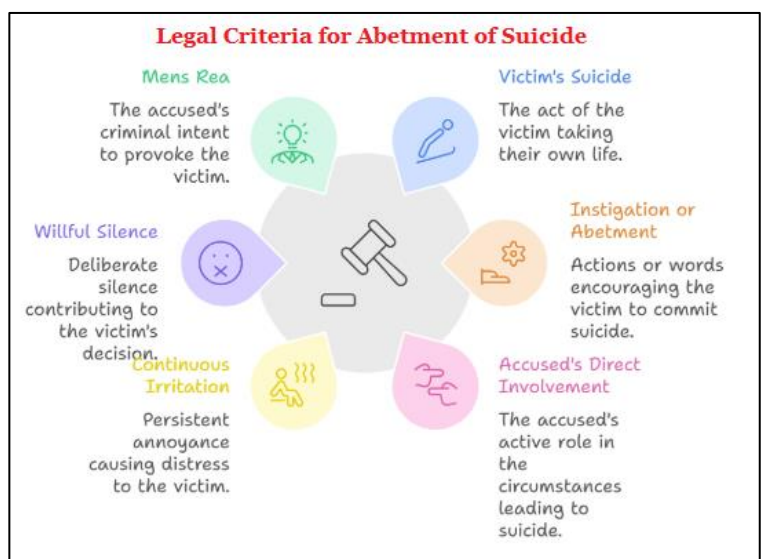 Legal Criteria for Abetment of Suicide
Mens Rea
The accused's
criminal intent
to provoke the
victim.
Victim's Suicide
The act of the
victim taking
their own life.
Willful Silence
Deliberate
silence
contributing to
the victim's
decision.
Instigation or
Abetment
Actions or words
encouraging the
victim to commit
suicide.
Continuous
Irritation
Persistent
annoyance
causing distress
to the victim.
Accused's Direct
Involvement
The accused's
active role in
the
circumstances
leading to
suicide.